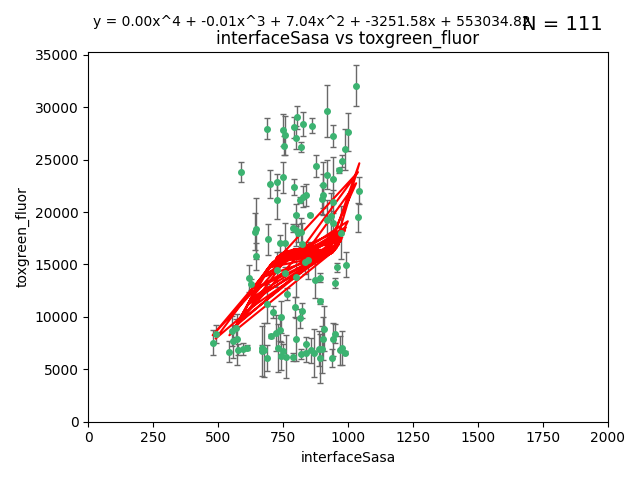 y = 0.00x^4 + -0.01x^3 + 7.04x^2 + -3251.58x + 553034.82
N = 111
interfaceSasa vs toxgreen_fluor
35000
30000
25000
20000
15000
10000
5000
0
toxgreen_fluor
0 250 500 750 1000 1250 1500 1750 2000
interfaceSasa